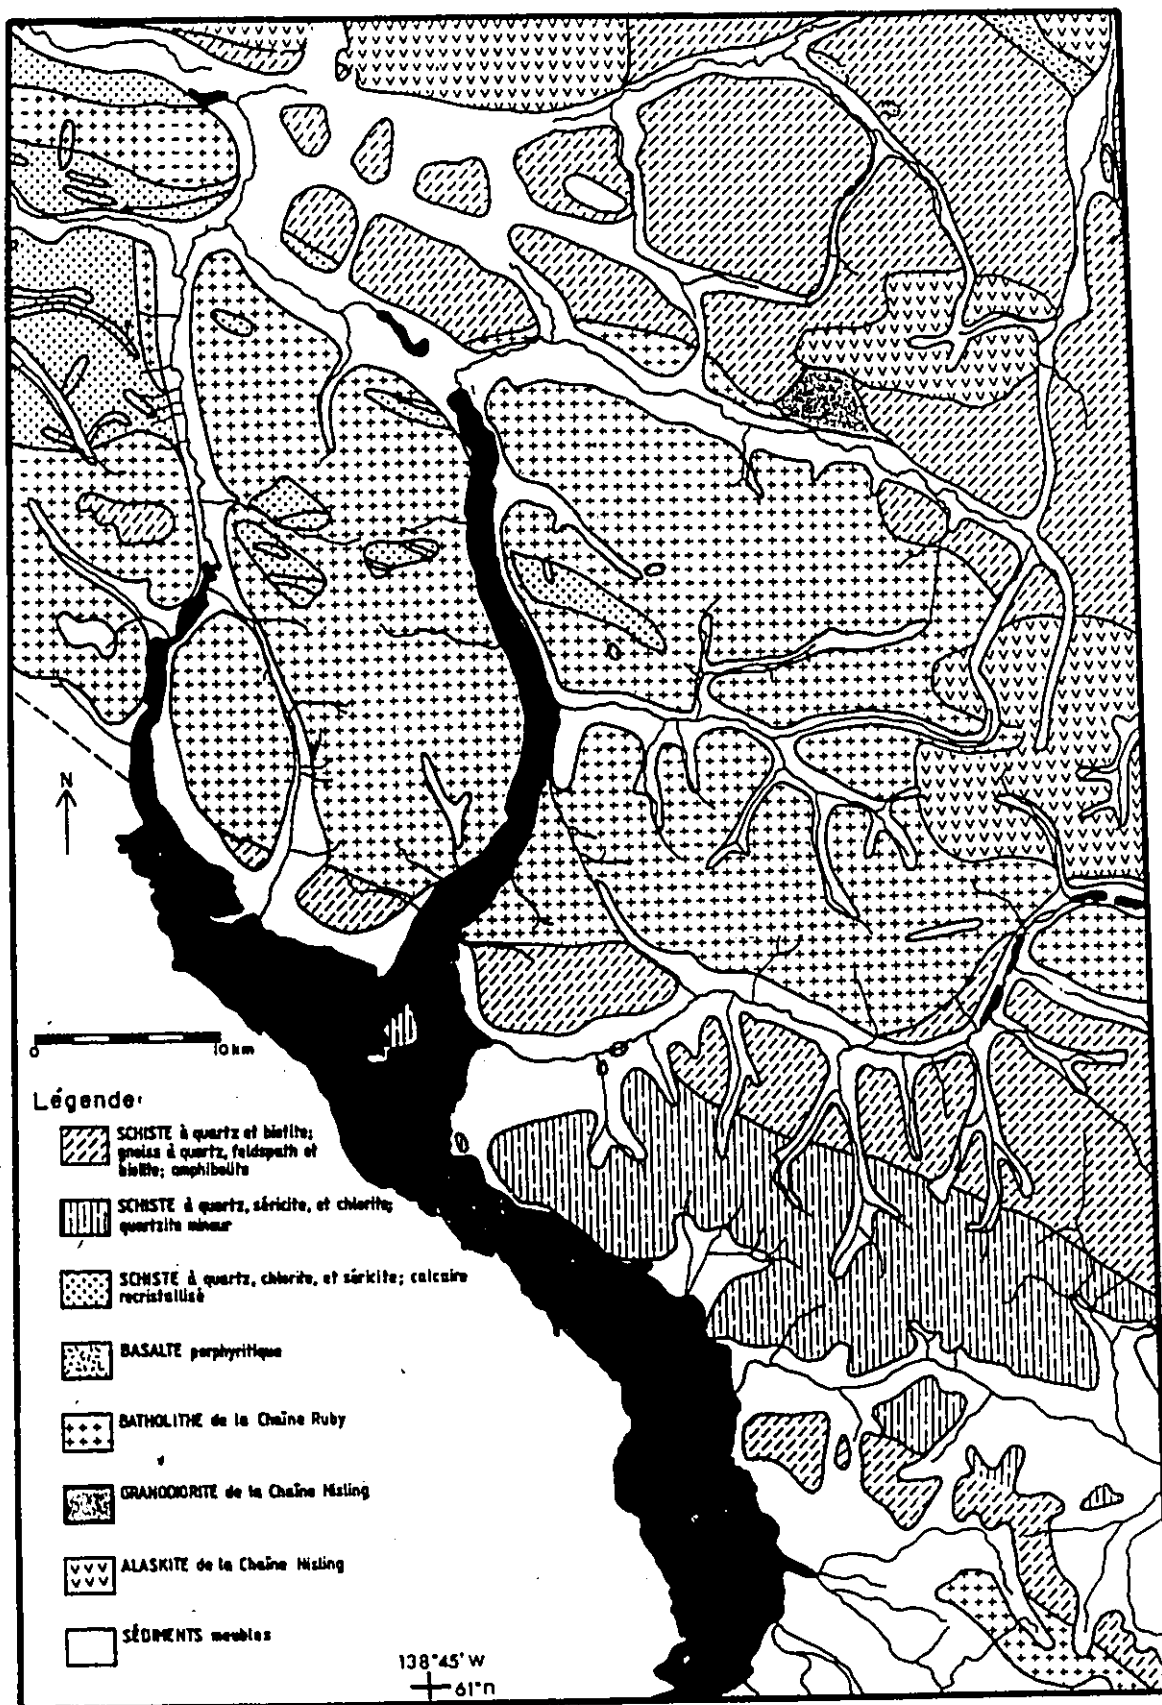 N
0 10 km
Légende
SCHISTE à quartz et biotite;
gneiss à quartz, feldspath et
biotite; amphibolite
SCHISTE à quartz, séricite, et chlorite;
quartzite mineur
SCHISTE à quartz, chlorite, et séricite; calcaire
recristallisé
BASALTE porphyritique
BATHOLITHE de la Chaîne Ruby
GRANODIORITE de la Chaîne Nisling
ALASKITE de la Chaîne Nisling
SÉDIMENTS meubles
138°45' W
61°n